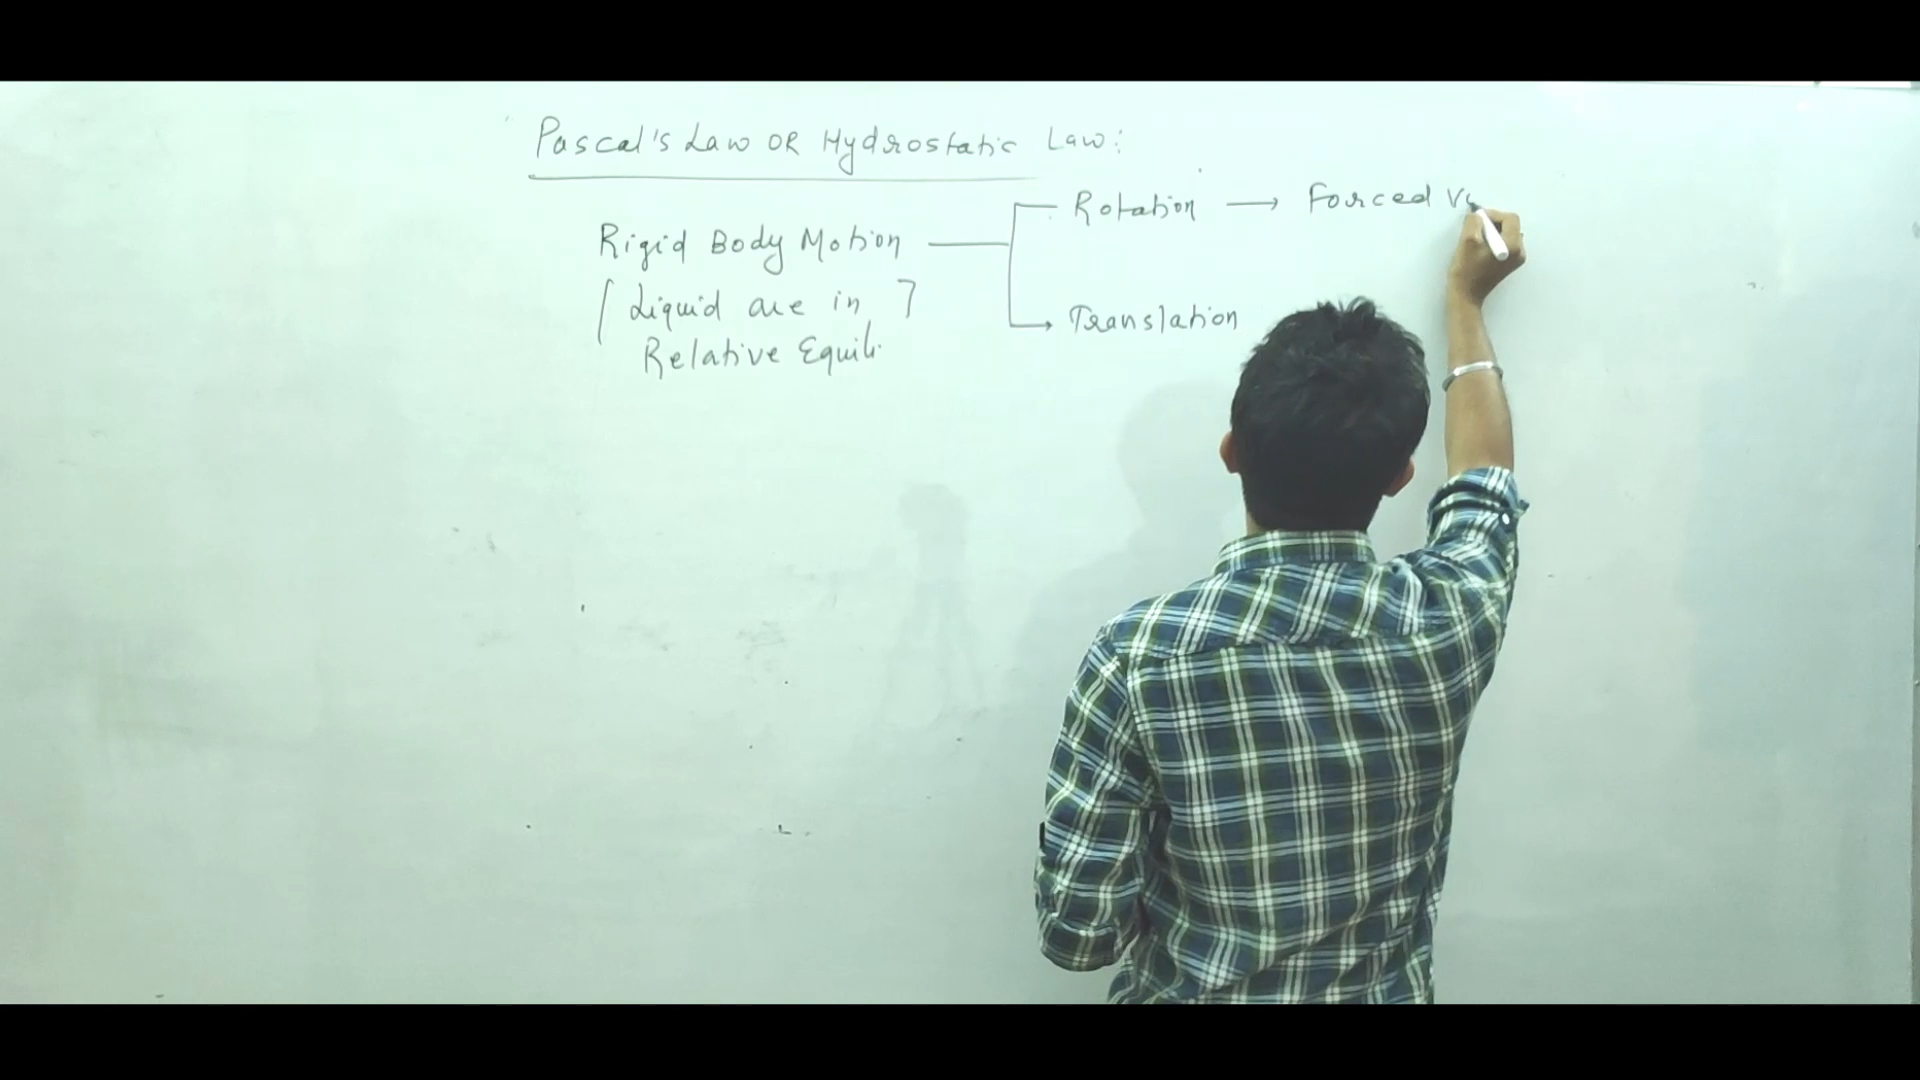 Pascal's Law OR Hydrostatic Law:
Rotation → Forced
Rigid Body Motion
[Liquid are in]
Translation
Relative Equili.